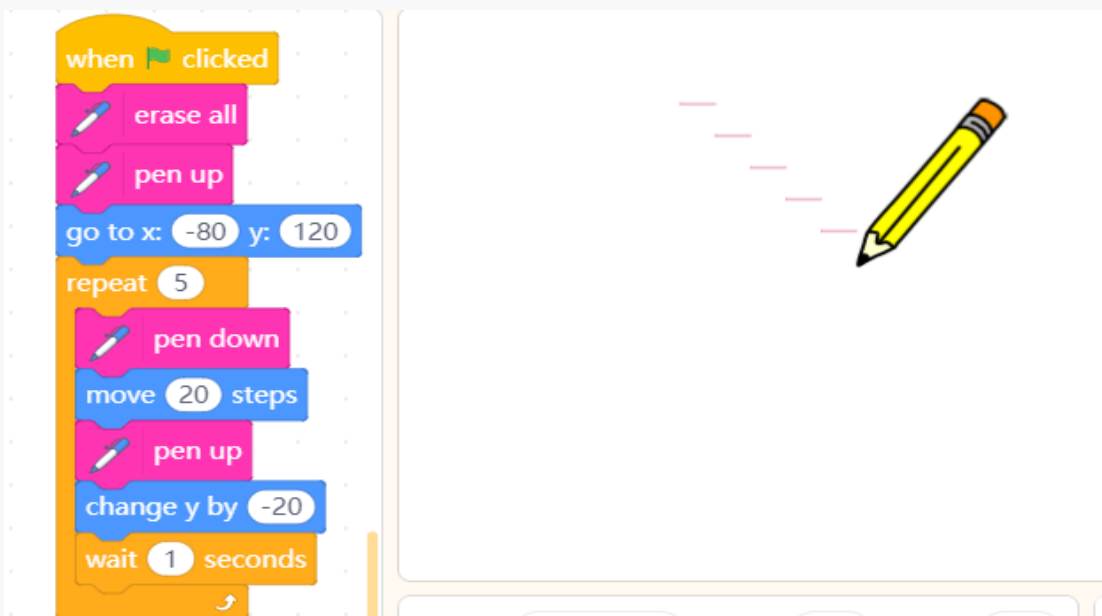 when clicked
erase all
pen up
go to x: -80 y: 120
repeat 5
pen down
move 20 steps
pen up
change y by -20
wait 1 seconds